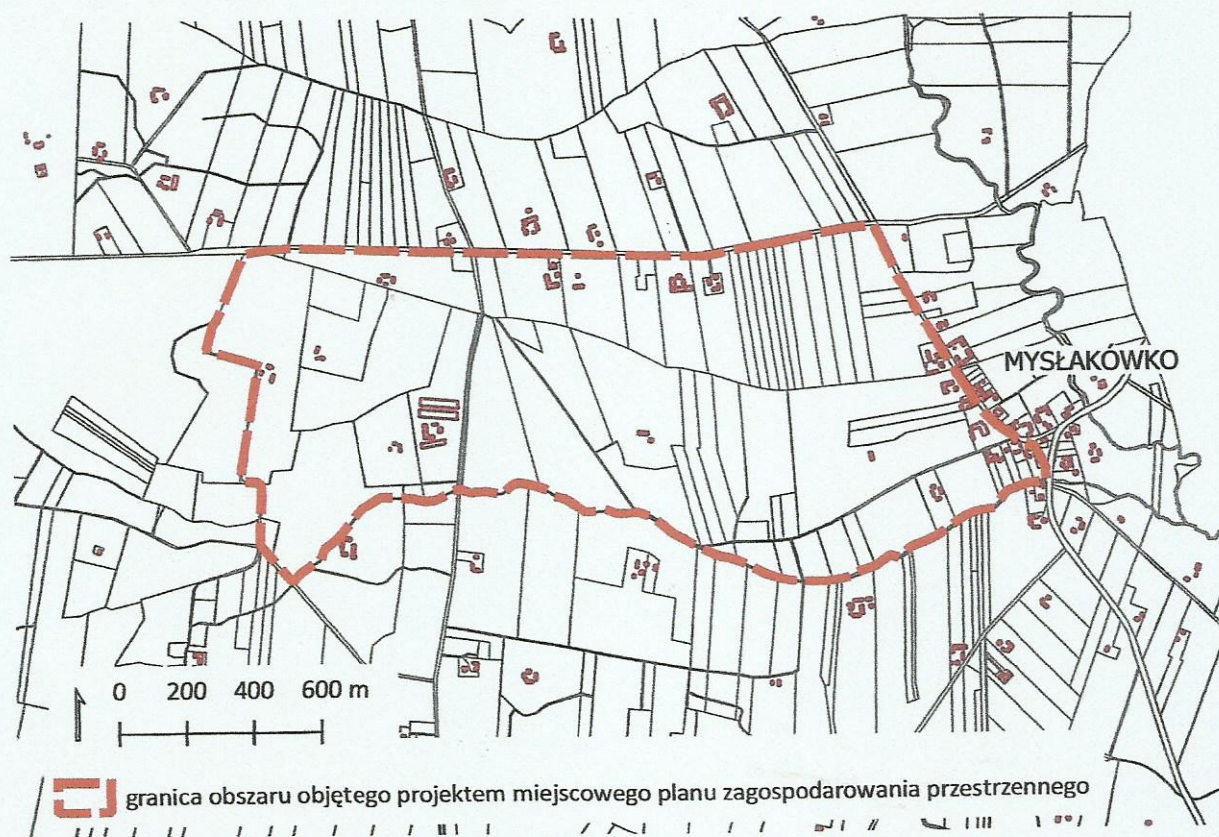 MYSŁAKÓWKO
0 200 400 600 m
granica obszaru objętego projektem miejscowego planu zagospodarowania przestrzennego